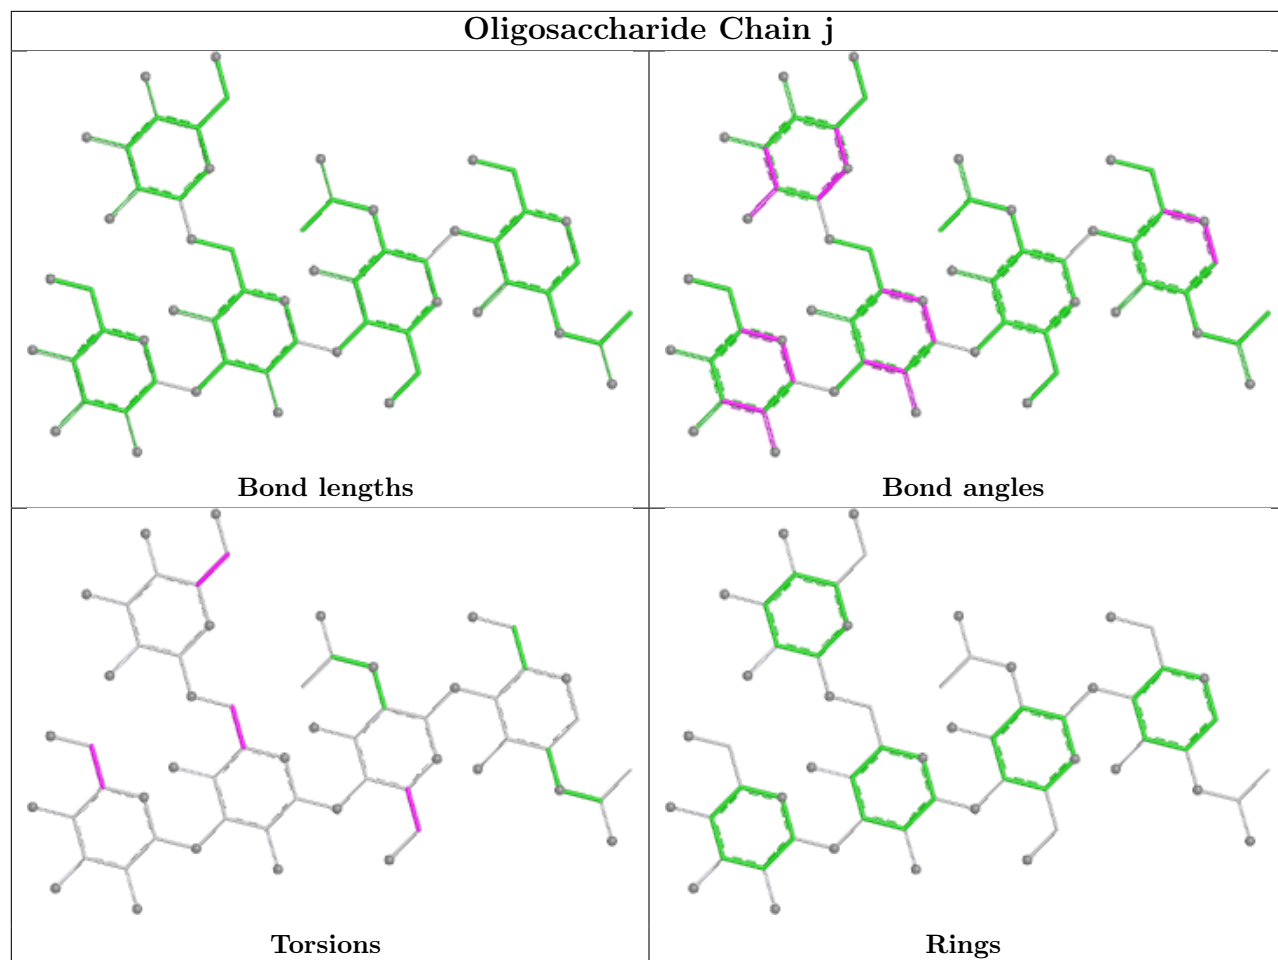 Oligosaccharide Chain j
Bond lengths
Bond angles
Torsions
Rings